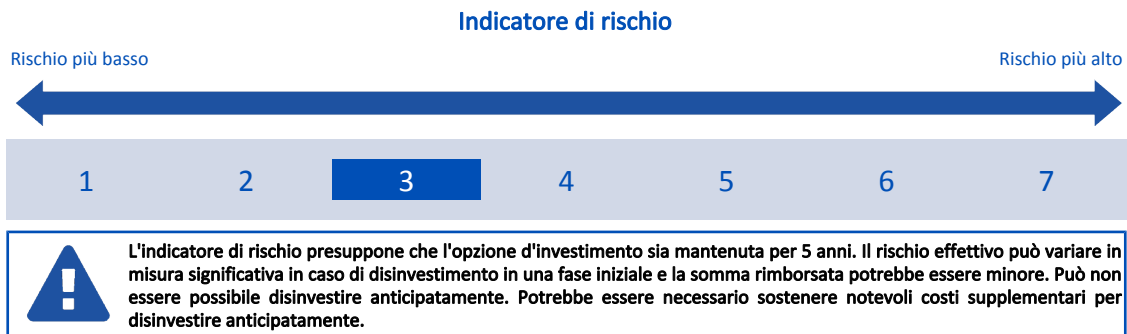 Indicatore di rischio
Rischio più basso
Rischio più alto
1 2 3 4 5 6 7
L'indicatore di rischio presuppone che l'opzione d'investimento sia mantenuta per 5 anni. Il rischio effettivo può variare in
misura significativa in caso di disinvestimento in una fase iniziale e la somma rimborsata potrebbe essere minore. Può non
essere possibile disinvestire anticipatamente. Potrebbe essere necessario sostenere notevoli costi supplementari per
disinvestire anticipatamente.